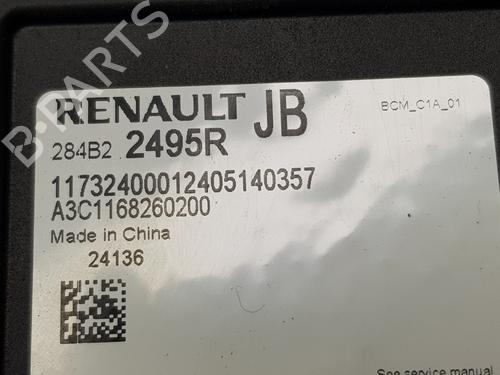 RENAULT JB
BCM_C1A_01
284B2 2495R
11732400012405140357
A3C1168260200
Made in China
24136
See service manual
B-PARTS